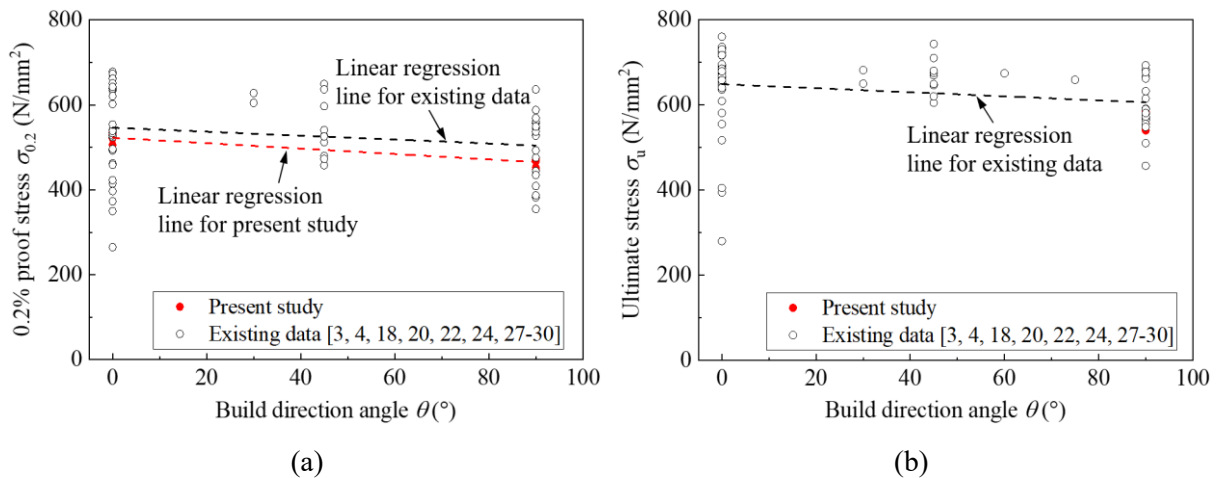 800
600
400
200
0
0.2% proof stress σ0.2 (N/mm²)
Linear regression
line for existing data
Linear regression
line for present study
Present study
Existing data [3, 4, 18, 20, 22, 24, 27-30]
0 20 40 60 80 100
Build direction angle θ (°)
(a)
800
600
400
200
0
Ultimate stress σu (N/mm²)
Linear regression
line for existing data
Present study
Existing data [3, 4, 18, 20, 22, 24, 27-30]
0 20 40 60 80 100
Build direction angle θ (°)
(b)